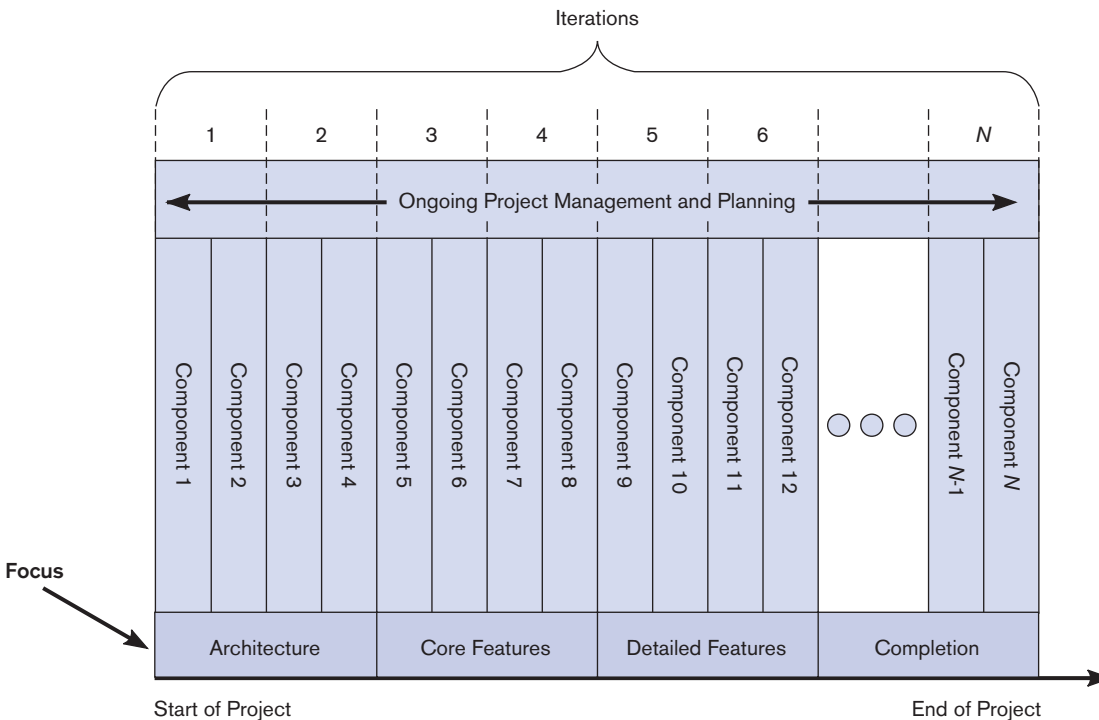 Iterations
1 2 3 4 5 6 N
Ongoing Project Management and Planning
Component 1
Component 2
Component 3
Component 4
Component 5
Component 6
Component 7
Component 8
Component 9
Component 10
Component 11
Component 12
Component N-1
Component N
Focus
Architecture Core Features Detailed Features Completion
Start of Project End of Project